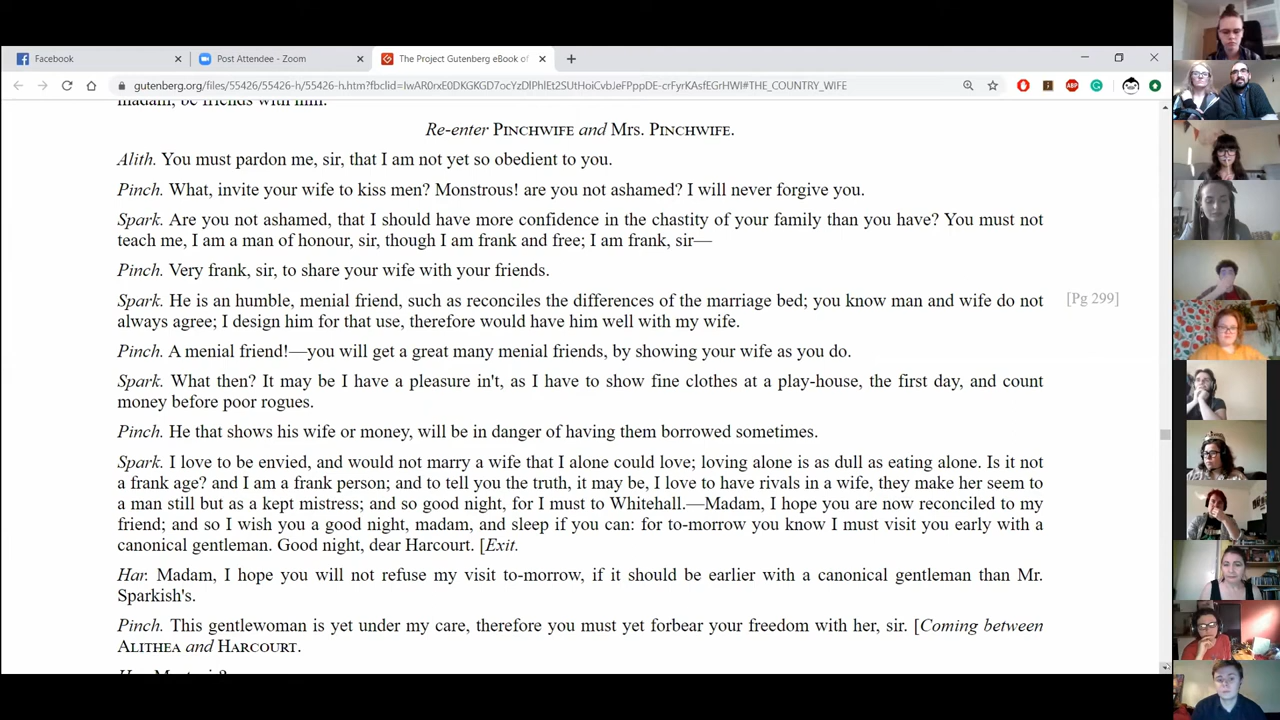 Facebook
Post Attendee - Zoom
The Project Gutenberg eBook of
gutenberg.org/files/55426/55426-h/55426-h.htm?fbclid=IwAR0rxE0DKGKGD7ocYzDlPhlEt2SUtHoiCvbJeFPppDE-crFyrKAsfEGrHWI#THE_COUNTRY_WIFE
madam, be friends with him.
Re-enter PINCHWIFE and Mrs. PINCHWIFE.
Alith. You must pardon me, sir, that I am not yet so obedient to you.
Pinch. What, invite your wife to kiss men? Monstrous! are you not ashamed? I will never forgive you.
Spark. Are you not ashamed, that I should have more confidence in the chastity of your family than you have? You must not
teach me, I am a man of honour, sir, though I am frank and free; I am frank, sir—
Pinch. Very frank, sir, to share your wife with your friends.
Spark. He is an humble, menial friend, such as reconciles the differences of the marriage bed; you know man and wife do not
[Pg 299]
always agree; I design him for that use, therefore would have him well with my wife.
Pinch. A menial friend!—you will get a great many menial friends, by showing your wife as you do.
Spark. What then? It may be I have a pleasure in't, as I have to show fine clothes at a play-house, the first day, and count
money before poor rogues.
Pinch. He that shows his wife or money, will be in danger of having them borrowed sometimes.
Spark. I love to be envied, and would not marry a wife that I alone could love; loving alone is as dull as eating alone. Is it not
a frank age? and I am a frank person; and to tell you the truth, it may be, I love to have rivals in a wife, they make her seem to
a man still but as a kept mistress; and so good night, for I must to Whitehall.—Madam, I hope you are now reconciled to my
friend; and so I wish you a good night, madam, and sleep if you can: for to-morrow you know I must visit you early with a
canonical gentleman. Good night, dear Harcourt. [Exit.
Har. Madam, I hope you will not refuse my visit to-morrow, if it should be earlier with a canonical gentleman than Mr.
Sparkish's.
Pinch. This gentlewoman is yet under my care, therefore you must yet forbear your freedom with her, sir. [Coming between
ALITHEA and HARCOURT.